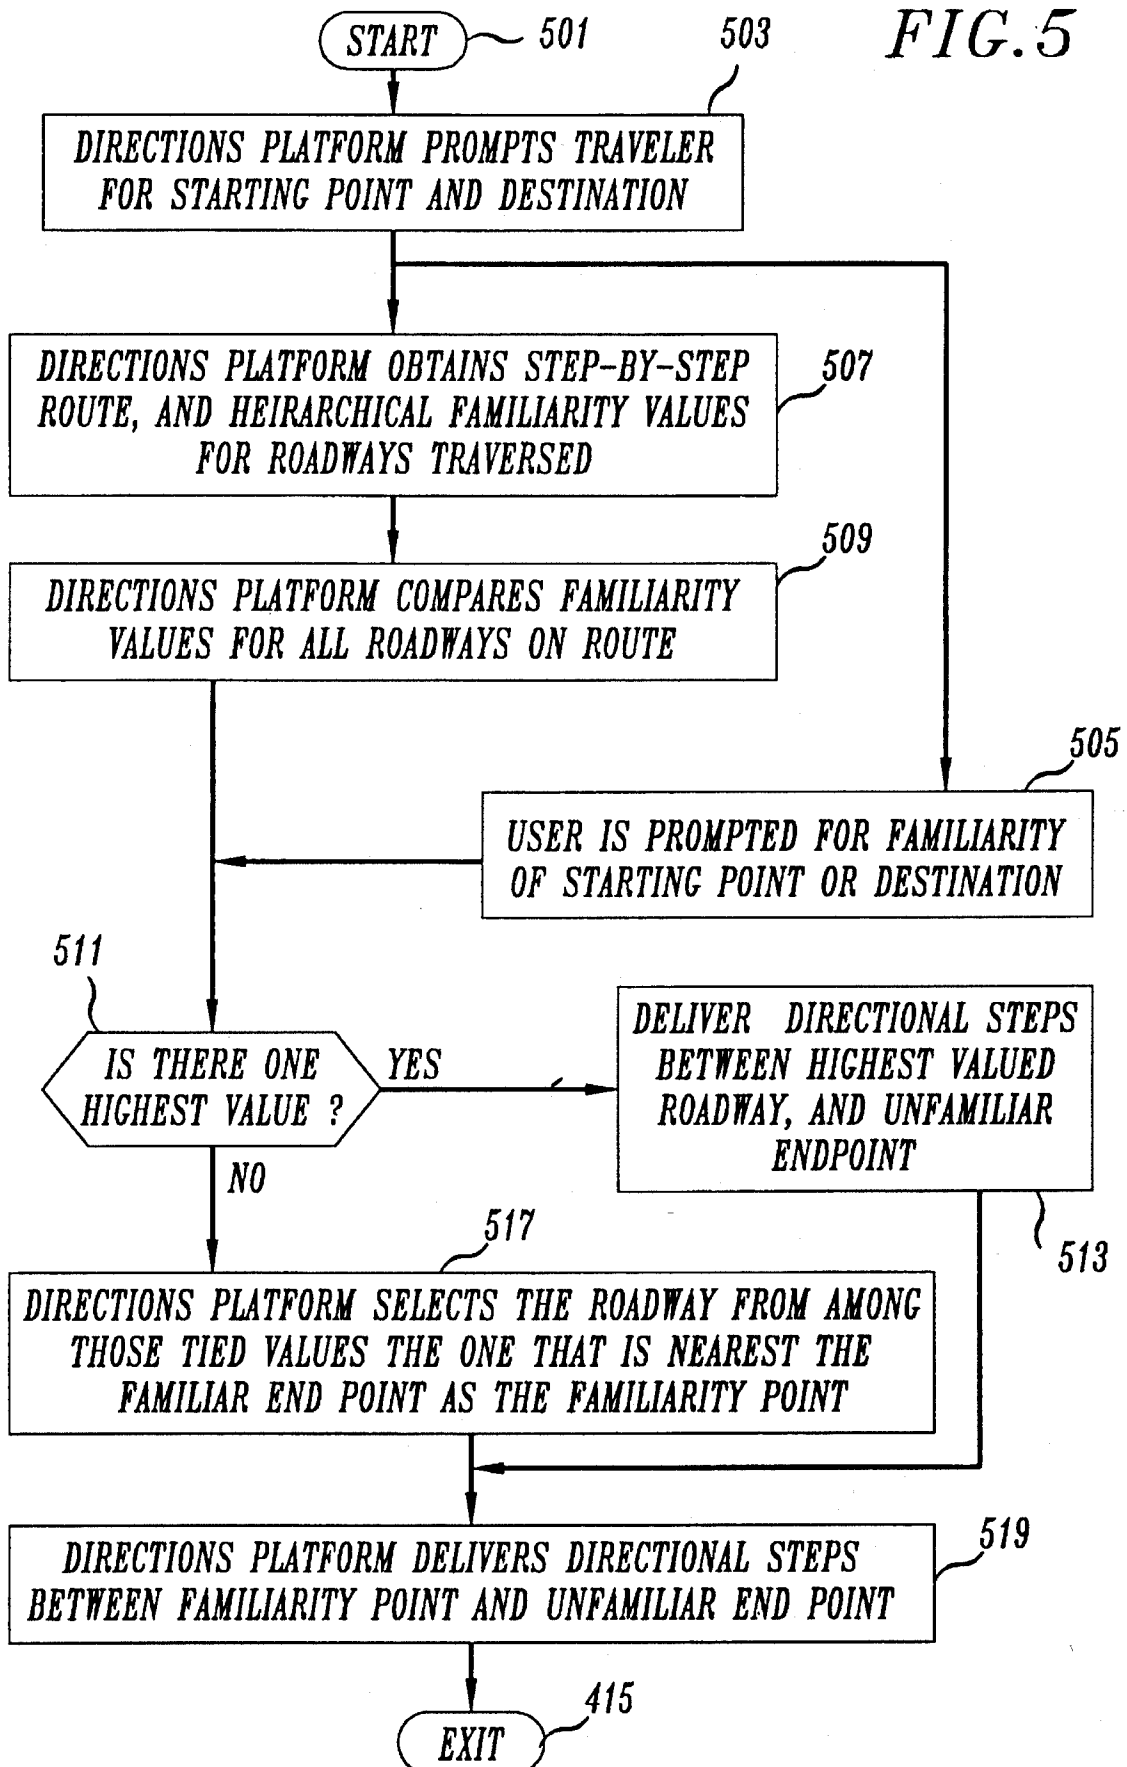 FIG.5
START
501
503
DIRECTIONS PLATFORM PROMPTS TRAVELER
FOR STARTING POINT AND DESTINATION
DIRECTIONS PLATFORM OBTAINS STEP-BY-STEP
ROUTE, AND HEIRARCHICAL FAMILIARITY VALUES
FOR ROADWAYS TRAVERSED
507
509
DIRECTIONS PLATFORM COMPARES FAMILIARITY
VALUES FOR ALL ROADWAYS ON ROUTE
505
USER IS PROMPTED FOR FAMILIARITY
OF STARTING POINT OR DESTINATION
511
IS THERE ONE
HIGHEST VALUE ?
YES
NO
DELIVER DIRECTIONAL STEPS
BETWEEN HIGHEST VALUED
ROADWAY, AND UNFAMILIAR
ENDPOINT
513
517
DIRECTIONS PLATFORM SELECTS THE ROADWAY FROM AMONG
THOSE TIED VALUES THE ONE THAT IS NEAREST THE
FAMILIAR END POINT AS THE FAMILIARITY POINT
519
DIRECTIONS PLATFORM DELIVERS DIRECTIONAL STEPS
BETWEEN FAMILIARITY POINT AND UNFAMILIAR END POINT
415
EXIT